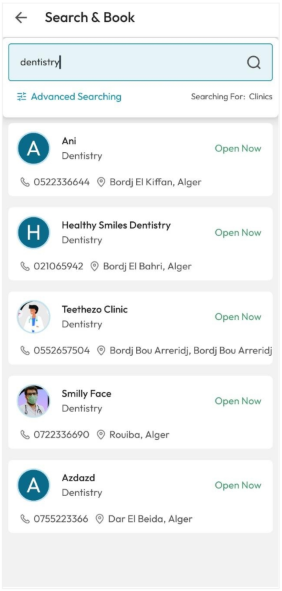 Search & Book
dentistry
Advanced Searching Searching For: Clinics
A Ani
Dentistry
Open Now
0522336644 Bordj El Kiffan, Alger
H Healthy Smiles Dentistry
Dentistry
Open Now
021065942 Bordj El Bahri, Alger
Teethezo Clinic
Dentistry
Open Now
0552657504 Bordj Bou Arreridj, Bordj Bou Arreridj
Smilly Face
Dentistry
Open Now
0722336690 Rouiba, Alger
A Azdazd
Dentistry
Open Now
0755223366 Dar El Beida, Alger